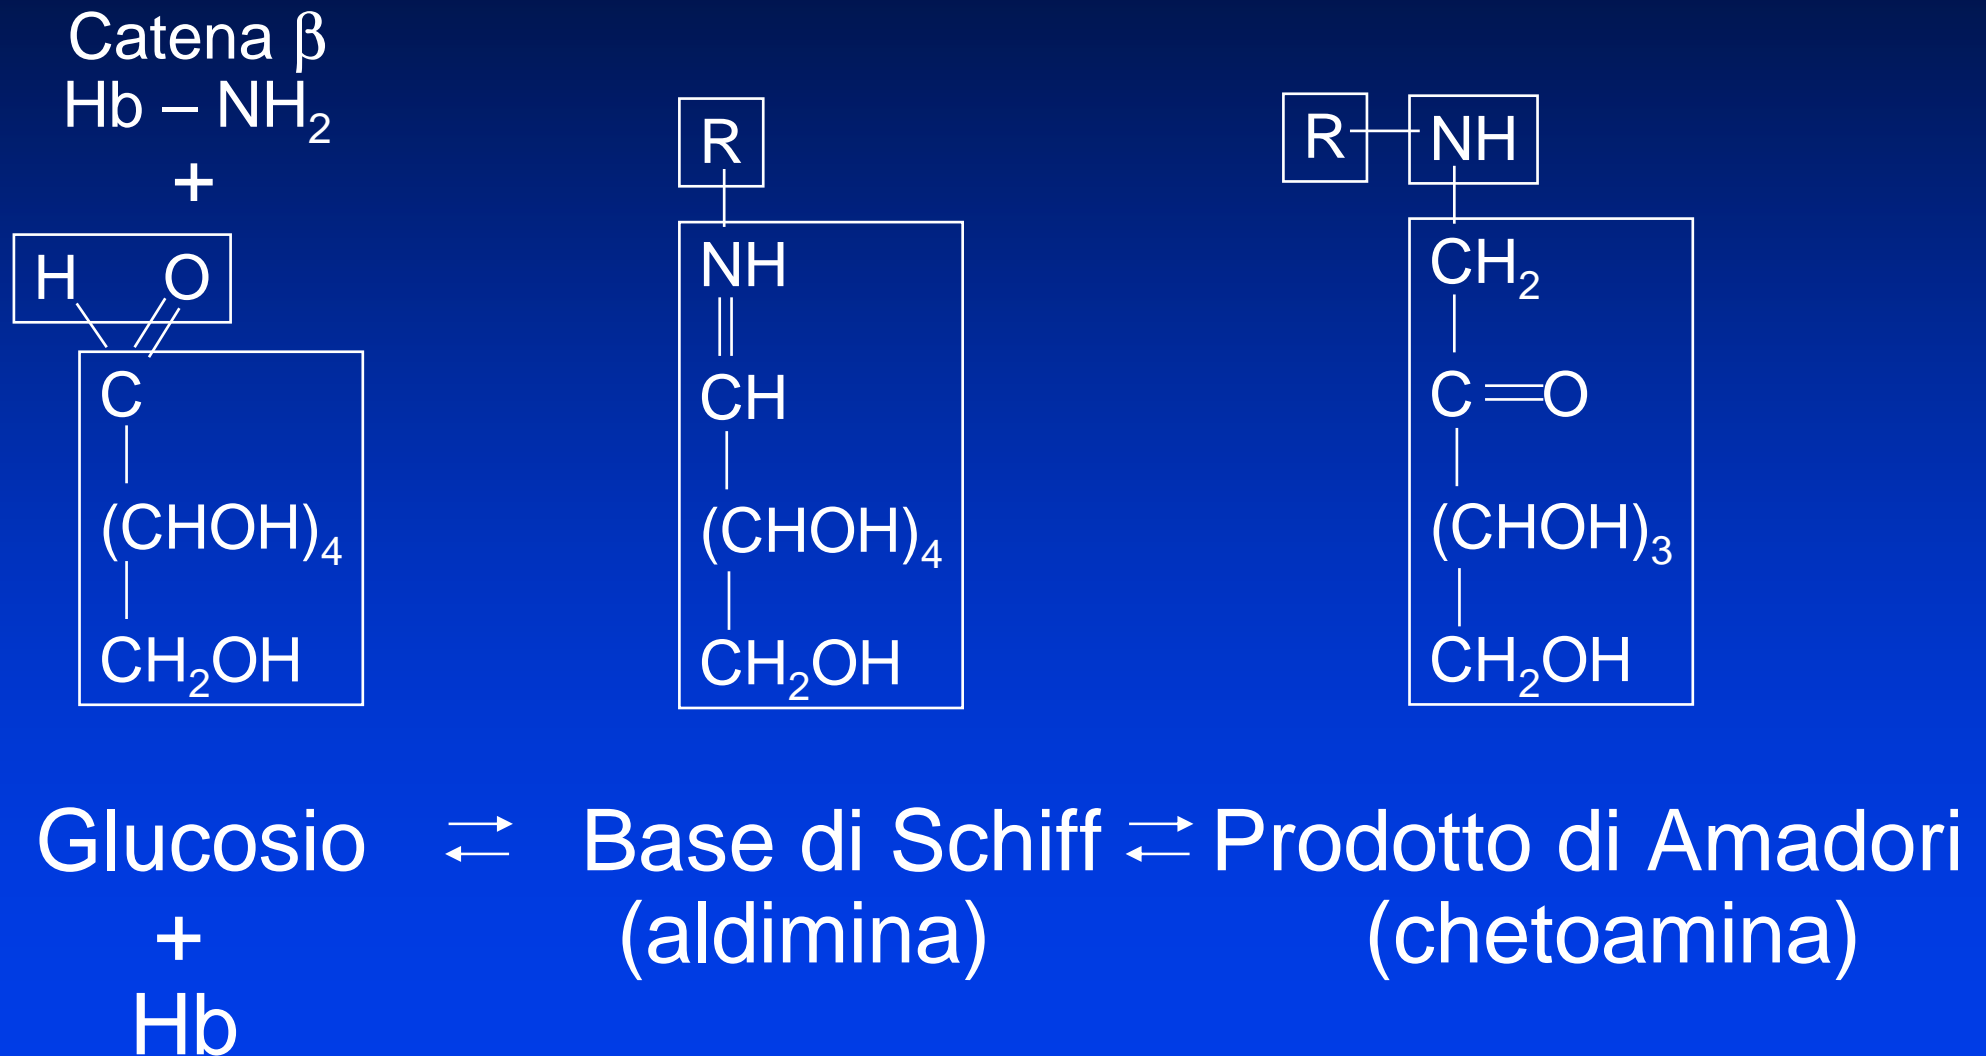 Catena β
Hb – NH₂
+
H O
C
(CHOH)₄
CH₂OH
R
NH
CH
(CHOH)₄
CH₂OH
R NH
CH₂
C O
(CHOH)₃
CH₂OH
Glucosio
+
Hb
Base di Schiff
(aldimina)
Prodotto di Amadori
(chetoamina)